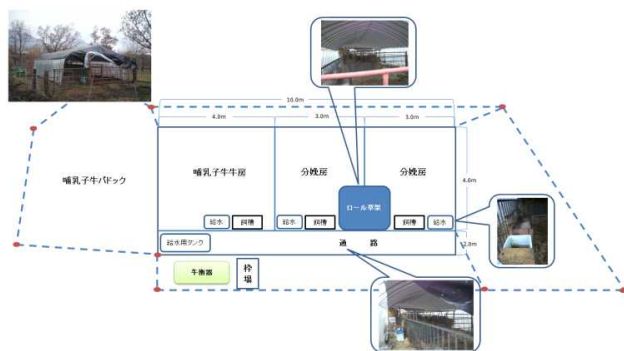 10.0m
4.0m
3.0m
3.0m
哺乳子牛パドック
哺乳子牛牛房
分娩房
分娩房
4.6m
ロール草架
給水
飼槽
給水
飼槽
飼槽
給水
給水用タンク
通 路
2.0m
牛衡器
枠場